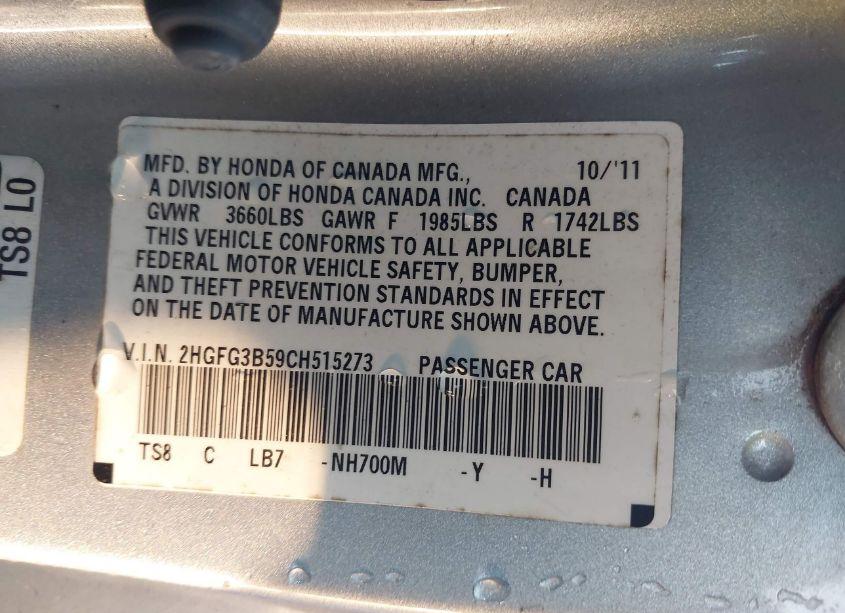 MFD. BY HONDA OF CANADA MFG., 10/'11
A DIVISION OF HONDA CANADA INC. CANADA
GVWR 3660LBS GAWR F 1985LBS R 1742LBS
THIS VEHICLE CONFORMS TO ALL APPLICABLE
FEDERAL MOTOR VEHICLE SAFETY, BUMPER,
AND THEFT PREVENTION STANDARDS IN EFFECT
ON THE DATE OF MANUFACTURE SHOWN ABOVE.
V.I.N. 2HGFG3B59CH515273 PASSENGER CAR
TS8 C LB7 -NH700M -Y -H
TS8 LO